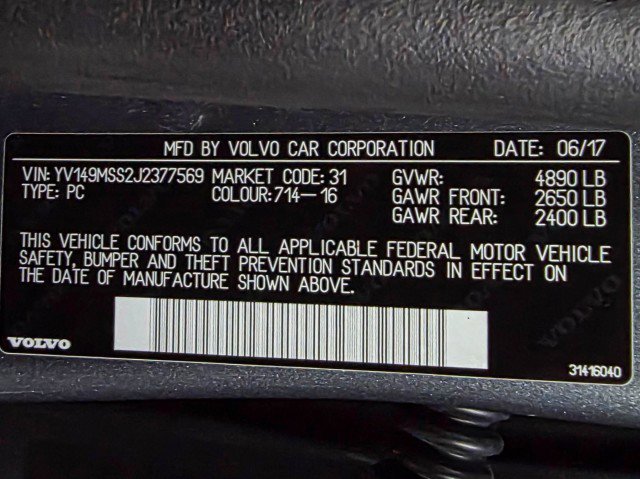 MFD BY VOLVO CAR CORPORATION DATE: 06/17
VIN: YV149MSS2J2377569 MARKET CODE: 31 GVWR: 4890 LB
TYPE: PC COLOUR: 714-16 GAWR FRONT: 2650 LB
GAWR REAR: 2400 LB
THIS VEHICLE CONFORMS TO ALL APPLICABLE FEDERAL MOTOR VEHICLE
SAFETY, BUMPER AND THEFT PREVENTION STANDARDS IN EFFECT ON
THE DATE OF MANUFACTURE SHOWN ABOVE.
VOLVO
31416040